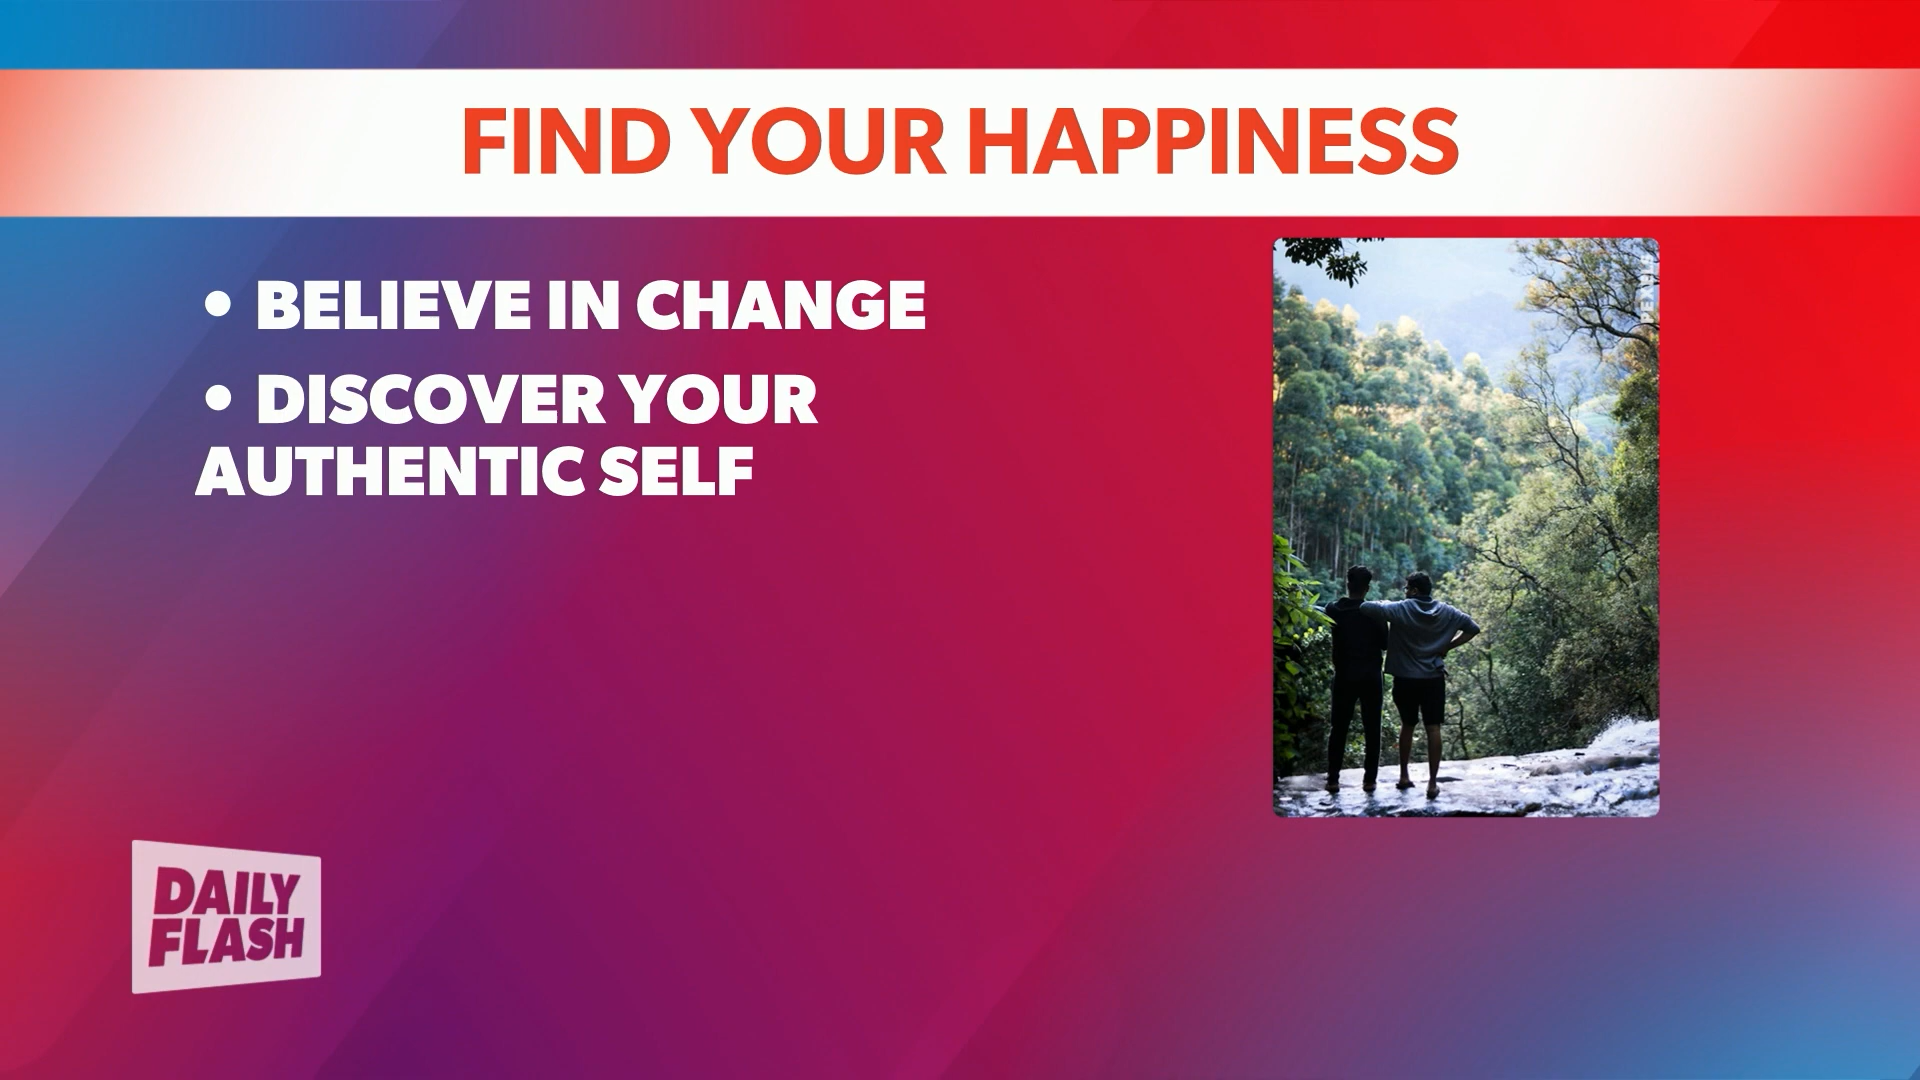 FIND YOUR HAPPINESS
• BELIEVE IN CHANGE
• DISCOVER YOUR
AUTHENTIC SELF
DAILY
FLASH